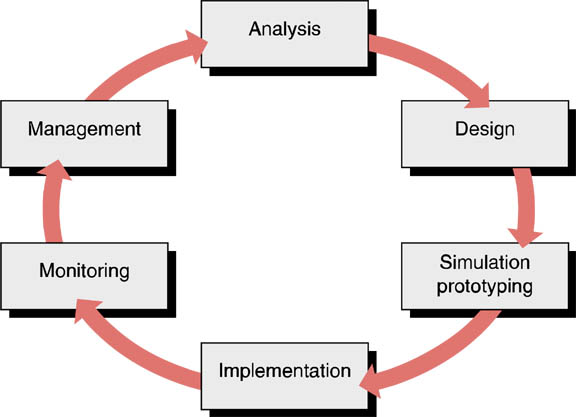 Analysis
Design
Simulation
prototyping
Implementation
Monitoring
Management